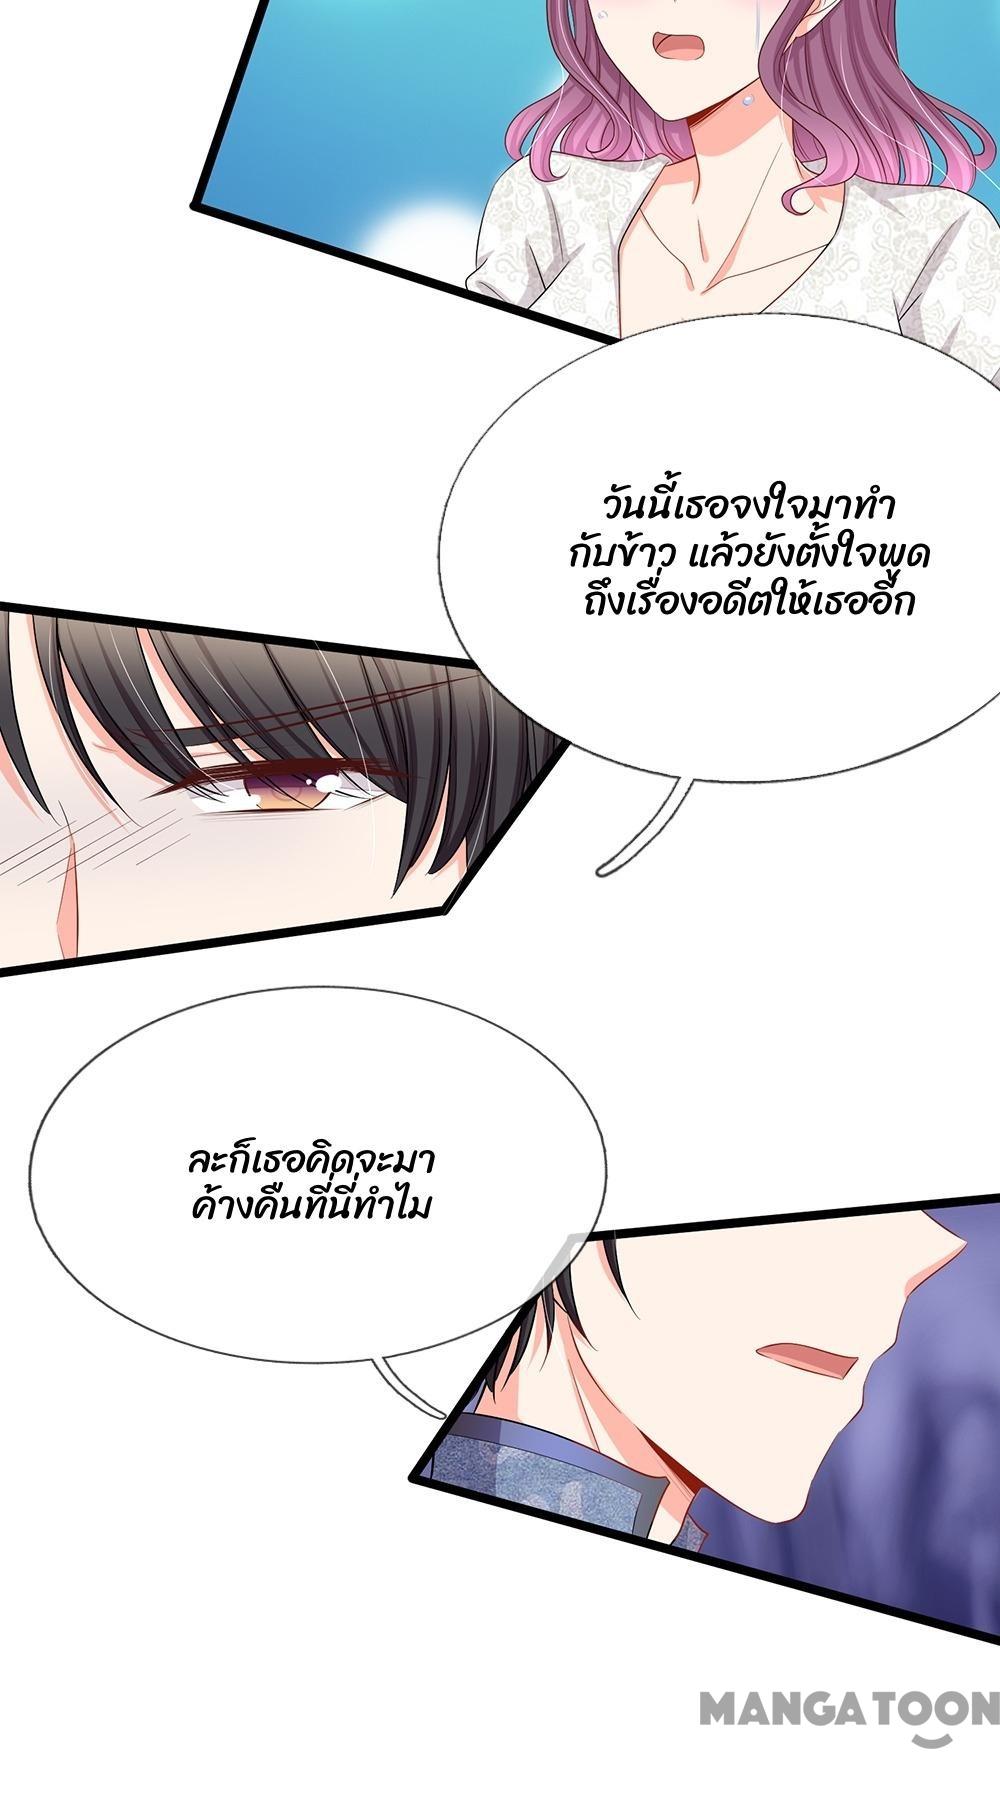 วันนี้เธอจงใจมาทำ
กับข้าว แล้วยังตั้งใจพูด
ถึงเรื่องอดีตให้เธออีก
ละก็เธอคิดจะมา
ค้างคืนที่นี่ทำไม
MANGATOON